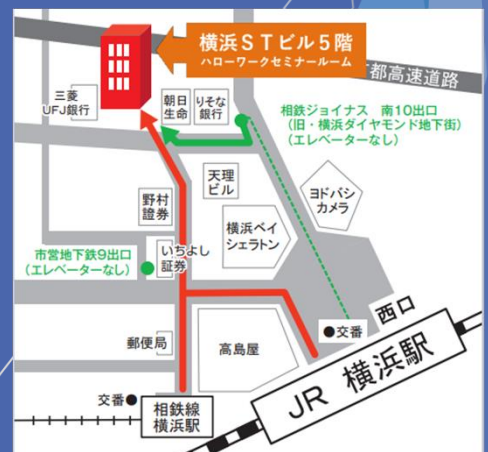 横浜STビル5階
ハローワークセミナールーム
都高速道路
三菱
UFJ銀行
朝日
生命
りそな
銀行
相鉄ジョイナス 南10出口
(旧・横浜ダイヤモンド地下街)
(エレベーターなし)
天理
ビル
ヨドバシ
カメラ
野村
證券
横浜ベイ
シェラトン
市営地下鉄9出口
(エレベーターなし)
いちよし
証券
西口
●交番
郵便局
高島屋
JR 横浜駅
交番●
相鉄線
横浜駅